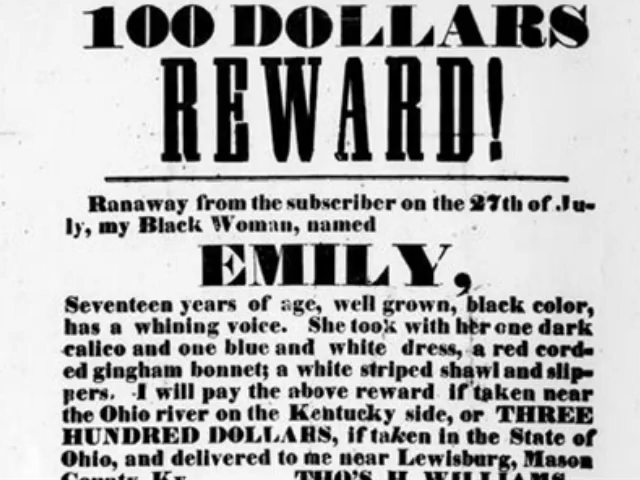 100 DOLLARS
REWARD!
Ranaway from the subscriber on the 27th of Ju-
ly, my Black Woman, named
EMILY,
Seventeen years of age, well grown, black color,
has a whining voice. She took with her one dark
calico and one blue and white dress, a red cord-
ed gingham bonnet; a white striped shawl and slip-
pers. I will pay the above reward if taken near
the Ohio river on the Kentucky side, or THREE
HUNDRED DOLLARS, if taken in the State of
Ohio, and delivered to me near Lewisburg, Mason
County, Ky. THO'S. H. WILLIAMS.